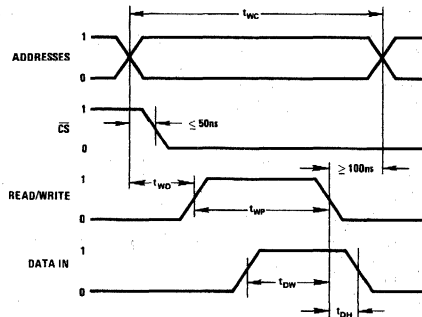 t_WC
ADDRESSES
1
0
CS
1
0
≤ 50ns
≥ 100ns
t_WD
READ/WRITE
1
0
t_WP
DATA IN
1
0
t_DW
t_DH